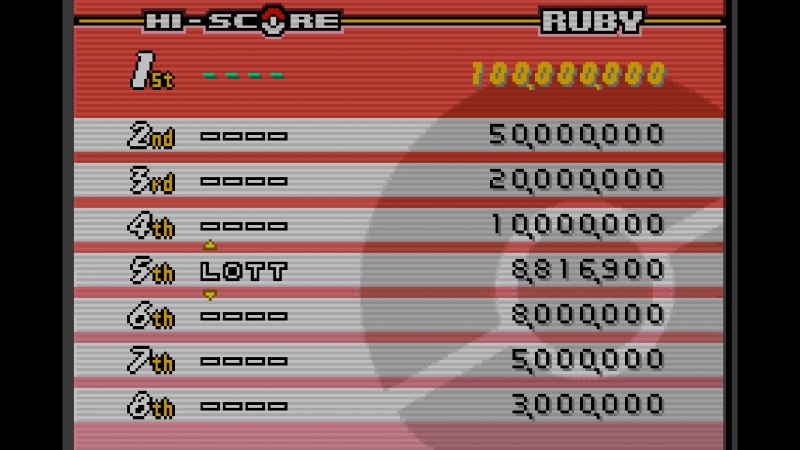 HI-SCORE RUBY
1st ---- 100,000,000
2nd ---- 50,000,000
3rd ---- 20,000,000
4th ---- 10,000,000
5th LOTT 8,816,900
6th ---- 8,000,000
7th ---- 5,000,000
8th ---- 3,000,000